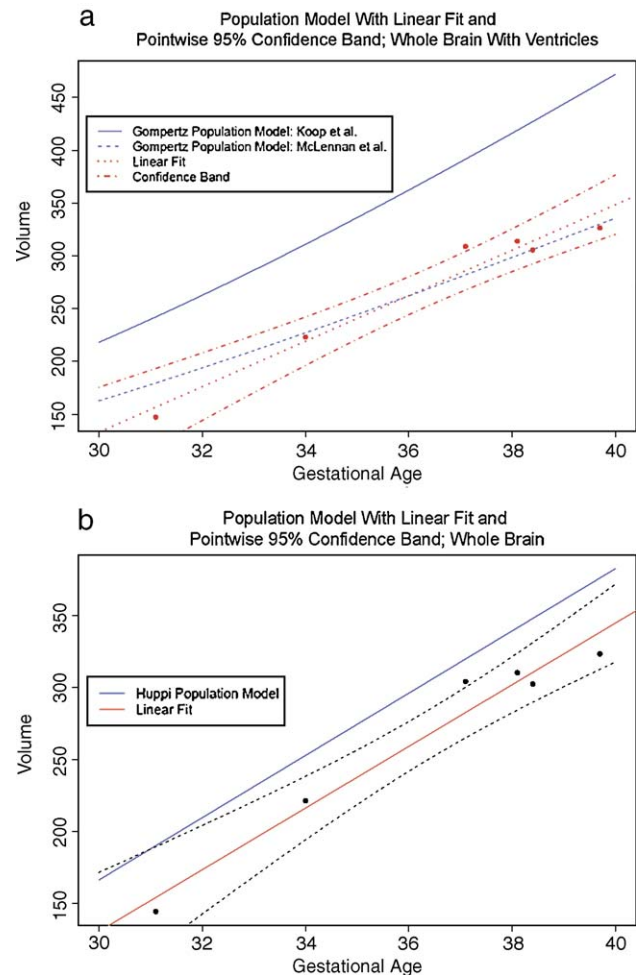 a
Population Model With Linear Fit and
Pointwise 95% Confidence Band; Whole Brain With Ventricles
Gompertz Population Model: Koop et al.
Gompertz Population Model: McLennan et al.
Linear Fit
Confidence Band
Volume
450
400
350
300
250
200
150
30 32 34 36 38 40
Gestational Age
b
Population Model With Linear Fit and
Pointwise 95% Confidence Band; Whole Brain
Huppi Population Model
Linear Fit
Volume
350
300
250
200
150
30 32 34 36 38 40
Gestational Age